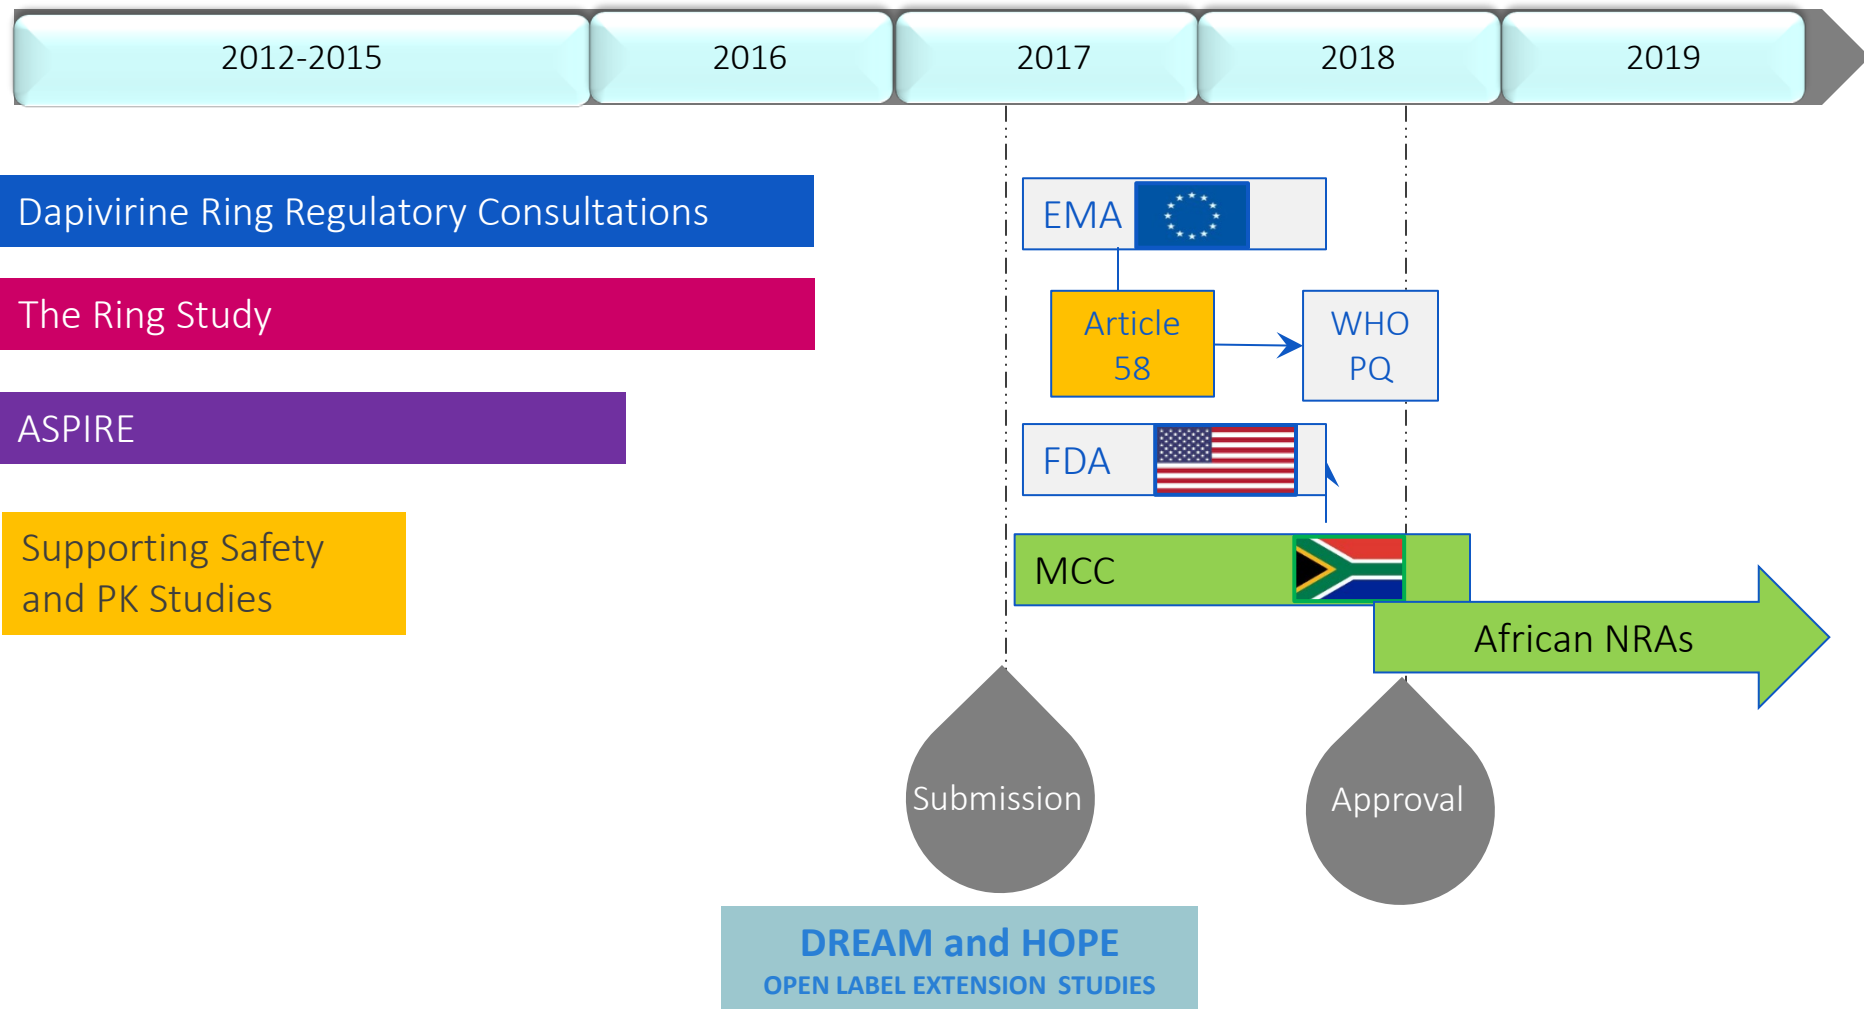 2012-2015
2016
2017
2018
2019
Dapivirine Ring Regulatory Consultations
EMA
The Ring Study
Article
58
WHO
PQ
ASPIRE
FDA
Supporting Safety
and PK Studies
MCC
African NRAs
Submission
Approval
DREAM and HOPE
OPEN LABEL EXTENSION STUDIES